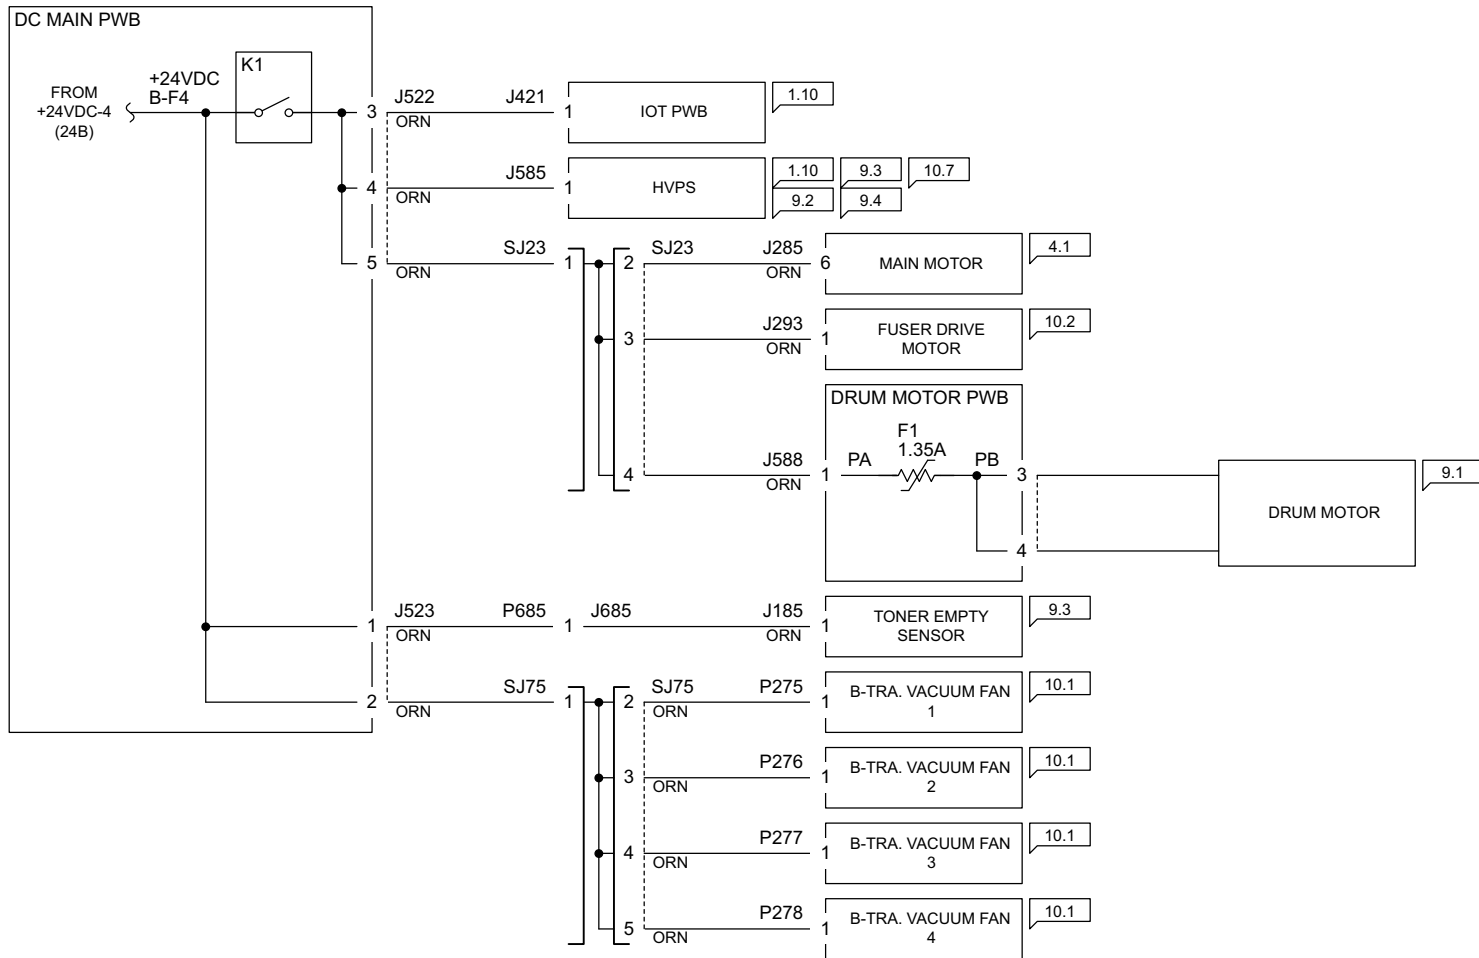 DC MAIN PWB
K1
+24VDC
B-F4
FROM
+24VDC-4
(24B)
3 J522 J421 1 IOT PWB 1.10
ORN
4 J585 1 HVPS 1.10 9.3 10.7
ORN
9.2 9.4
5 SJ23 1 2 SJ23 J285 6 MAIN MOTOR 4.1
ORN ORN
3 J293 1 FUSER DRIVE
MOTOR 10.2
ORN
DRUM MOTOR PWB
F1
1.35A
4 J588 1 PA PB 3
ORN
4
DRUM MOTOR 9.1
1 J523 P685 1 J685 J185 1 TONER EMPTY
SENSOR 9.3
ORN ORN
2 SJ75 1 2 SJ75 P275 1 B-TRA. VACUUM FAN
1 10.1
ORN ORN
3 P276 1 B-TRA. VACUUM FAN
2 10.1
ORN
4 P277 1 B-TRA. VACUUM FAN
3 10.1
ORN
5 P278 1 B-TRA. VACUUM FAN
4 10.1
ORN